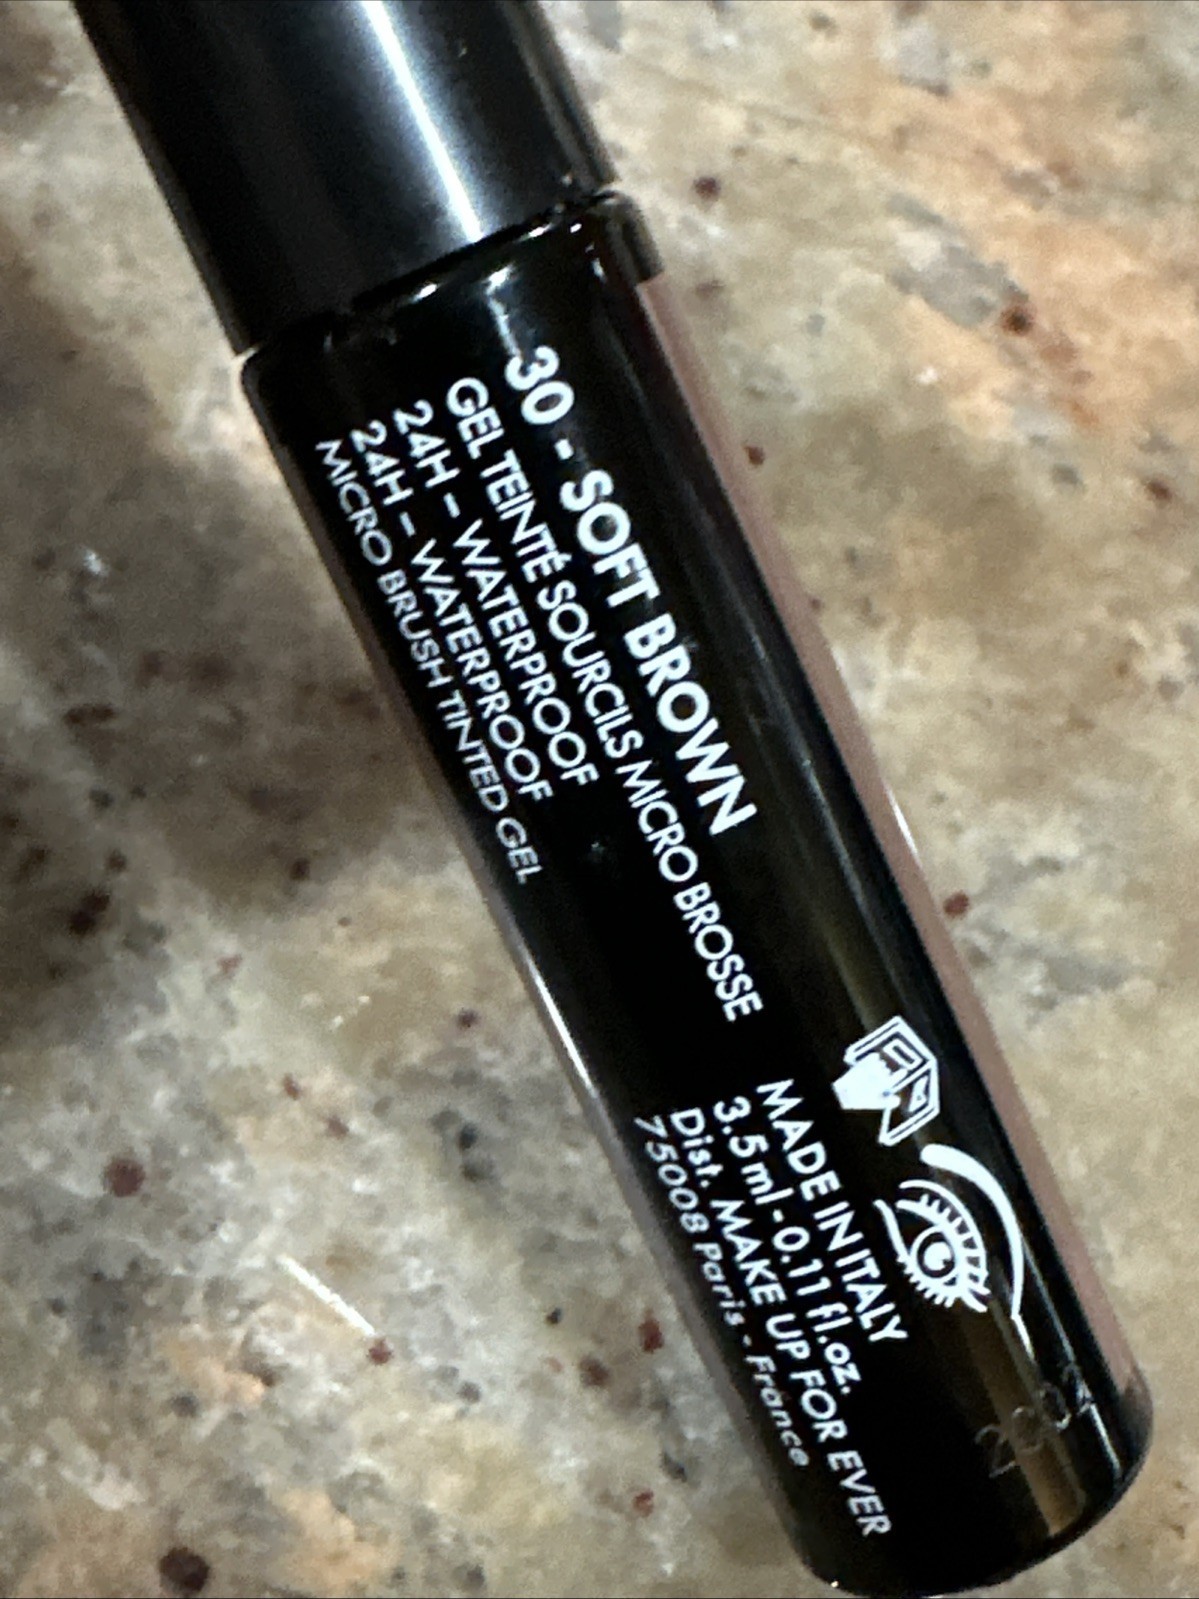 30 - SOFT BROWN
GEL TEINTÉ SOURCILS MICRO BROSSE
24H - WATERPROOF
24H - WATERPROOF
MICRO BRUSH TINTED GEL
MADE IN ITALY
3.5 ml - 0.11 fl.oz.
Dist. MAKE UP FOR EVER
75008 Paris - France